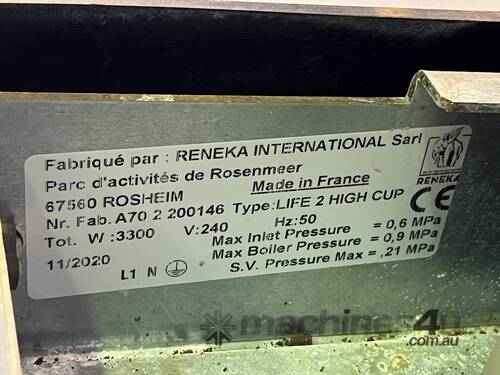 Fabriqué par : RENEKA INTERNATIONAL Sarl
Parc d'activités de Rosenmeer
67560 ROSHEIM Made in France
RENEKA CE
Nr. Fab. A70 2 200146 Type:LIFE 2 HIGH CUP
Tot. W :3300 V:240 Hz:50
Max Inlet Pressure = 0,6 MPa
Max Boiler Pressure = 0,9 MPa
11/2020 L1 N S.V. Pressure Max = ,21 MPa
machines4u
.com.au